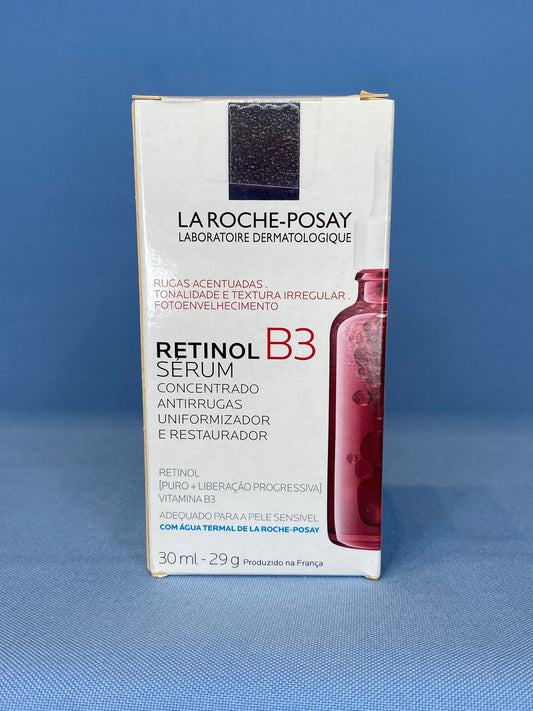 LA ROCHE-POSAY
LABORATOIRE DERMATOLOGIQUE
RUGAS ACENTUADAS .
TONALIDADE E TEXTURA IRREGULAR .
FOTOENVELHECIMENTO
RETINOL B3
SÉRUM
CONCENTRADO
ANTIRRUGAS
UNIFORMIZADOR
E RESTAURADOR
RETINOL
[PURO + LIBERAÇÃO PROGRESSIVA]
VITAMINA B3
ADEQUADO PARA A PELE SENSÍVEL
COM ÁGUA TERMAL DE LA ROCHE-POSAY
30 ml - 29 g Produzido na França